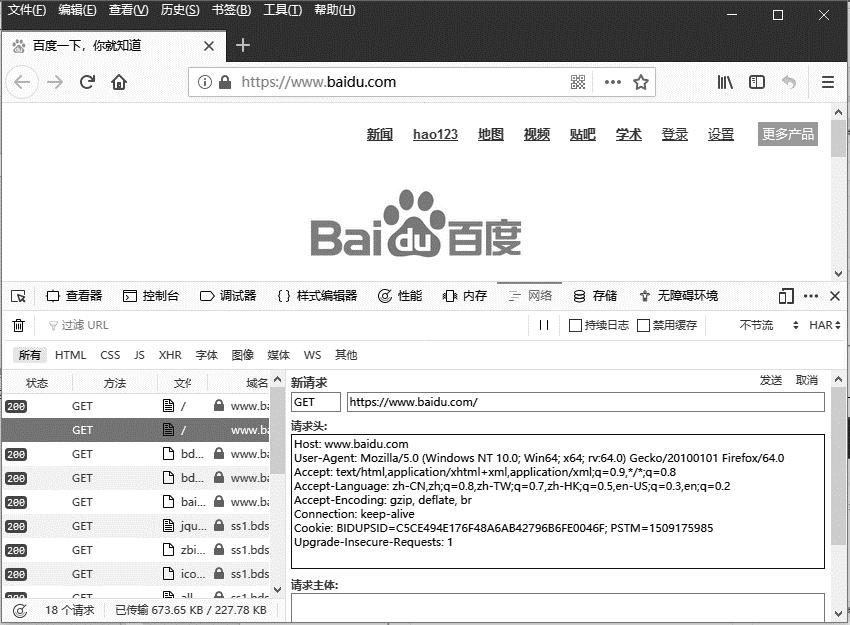 文件(F) 编辑(E) 查看(V) 历史(S) 书签(B) 工具(T) 帮助(H)
百度一下，你就知道
https://www.baidu.com
新闻 hao123 地图 视频 贴吧 学术 登录 设置 更多产品
Bai du 百度
查看器 控制台 调试器 {} 样式编辑器 性能 内存 网络 存储 无障碍环境
过滤 URL 持续日志 禁用缓存 不节流 HAR
所有 HTML CSS JS XHR 字体 图像 媒体 WS 其他
状态 方法 文件 域名
200 GET / www.ba
GET / www.ba
200 GET bd... www.ba
200 GET bd... www.ba
200 GET bai... www.ba
200 GET jqu... ss1.bds
200 GET zbi... ss1.bds
200 GET ico... ss1.bds
200 GET all... ss1.bds
18 个请求 已传输 673.65 KB / 227.78 KB
新请求 发送 取消
GET https://www.baidu.com/
请求头:
Host: www.baidu.com
User-Agent: Mozilla/5.0 (Windows NT 10.0; Win64; x64; rv:64.0) Gecko/20100101 Firefox/64.0
Accept: text/html,application/xhtml+xml,application/xml;q=0.9,*/*;q=0.8
Accept-Language: zh-CN,zh;q=0.8,zh-TW;q=0.7,zh-HK;q=0.5,en-US;q=0.3,en;q=0.2
Accept-Encoding: gzip, deflate, br
Connection: keep-alive
Cookie: BIDUPSID=C5CE494E176F48A6AB42796B6FE0046F; PSTM=1509175985
Upgrade-Insecure-Requests: 1
请求主体: